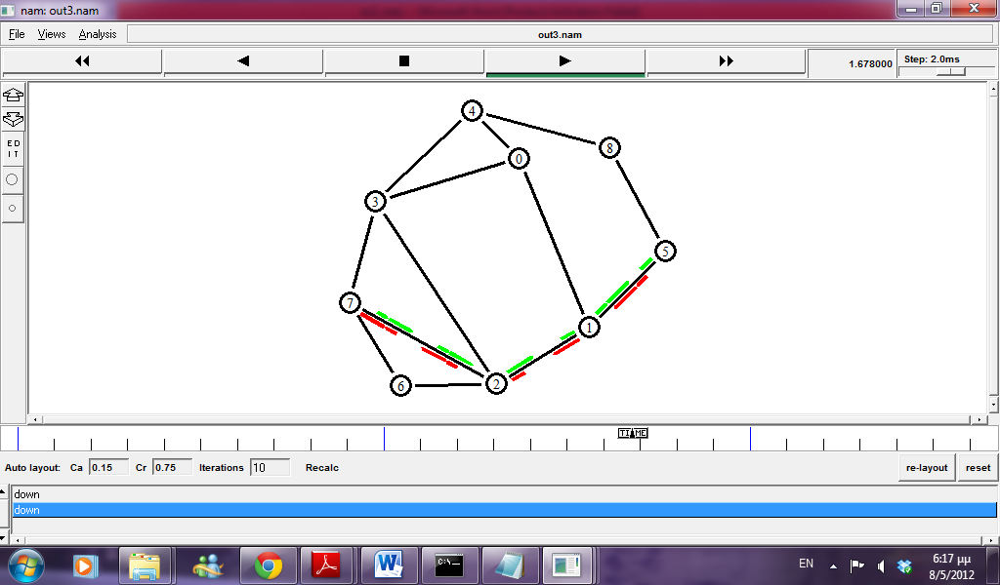 nam: out3.nam
File Views Analysis out3.nam
1.678000 Step: 2.0ms
E D
I T
4
0
8
3
5
7
1
2
6
TIME
Auto layout: Ca 0.15 Cr 0.75 Iterations 10 Recalc re-layout reset
down
down
W C:\
EN 6:17 μμ
8/5/2012